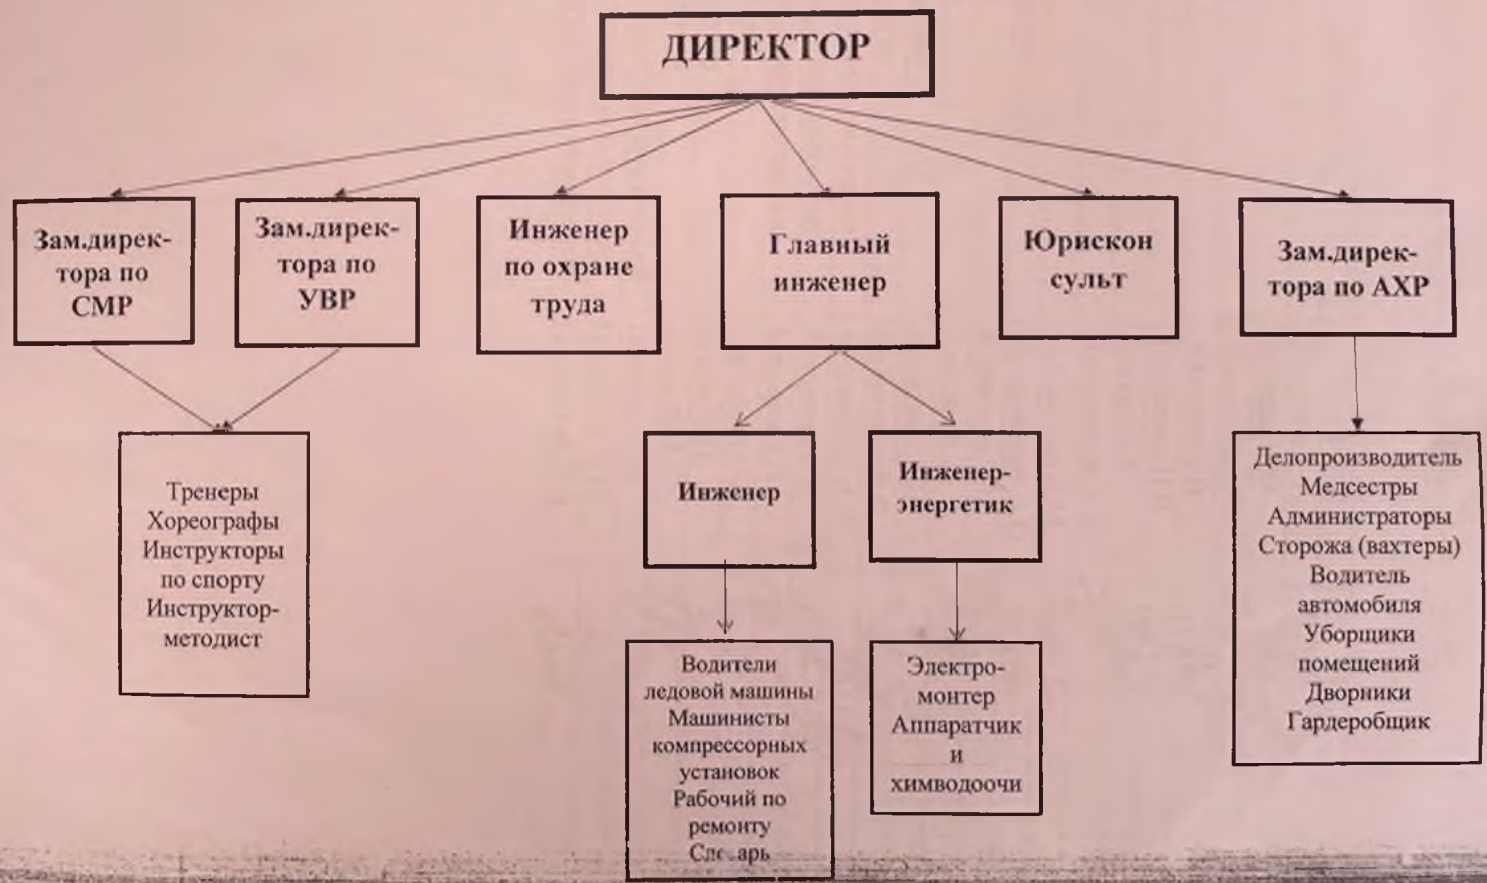 ДИРЕКТОР
Зам.дирек-
тора по
СМР
Зам.дирек-
тора по
УВР
Инженер
по охране
труда
Главный
инженер
Юрискон
сульт
Зам.дирек-
тора по АХР
Тренеры
Хореографы
Инструкторы
по спорту
Инструктор-
методист
Инженер
Инженер-
энергетик
Водители
ледовой машины
Машинисты
компрессорных
установок
Рабочий по
ремонту
Электро-
монтер
Аппаратчик
и
химводоочи
Делопроизводитель
Медсестры
Администраторы
Сторожа (вахтеры)
Водитель
автомобиля
Уборщики
помещений
Дворники
Гардеробщик